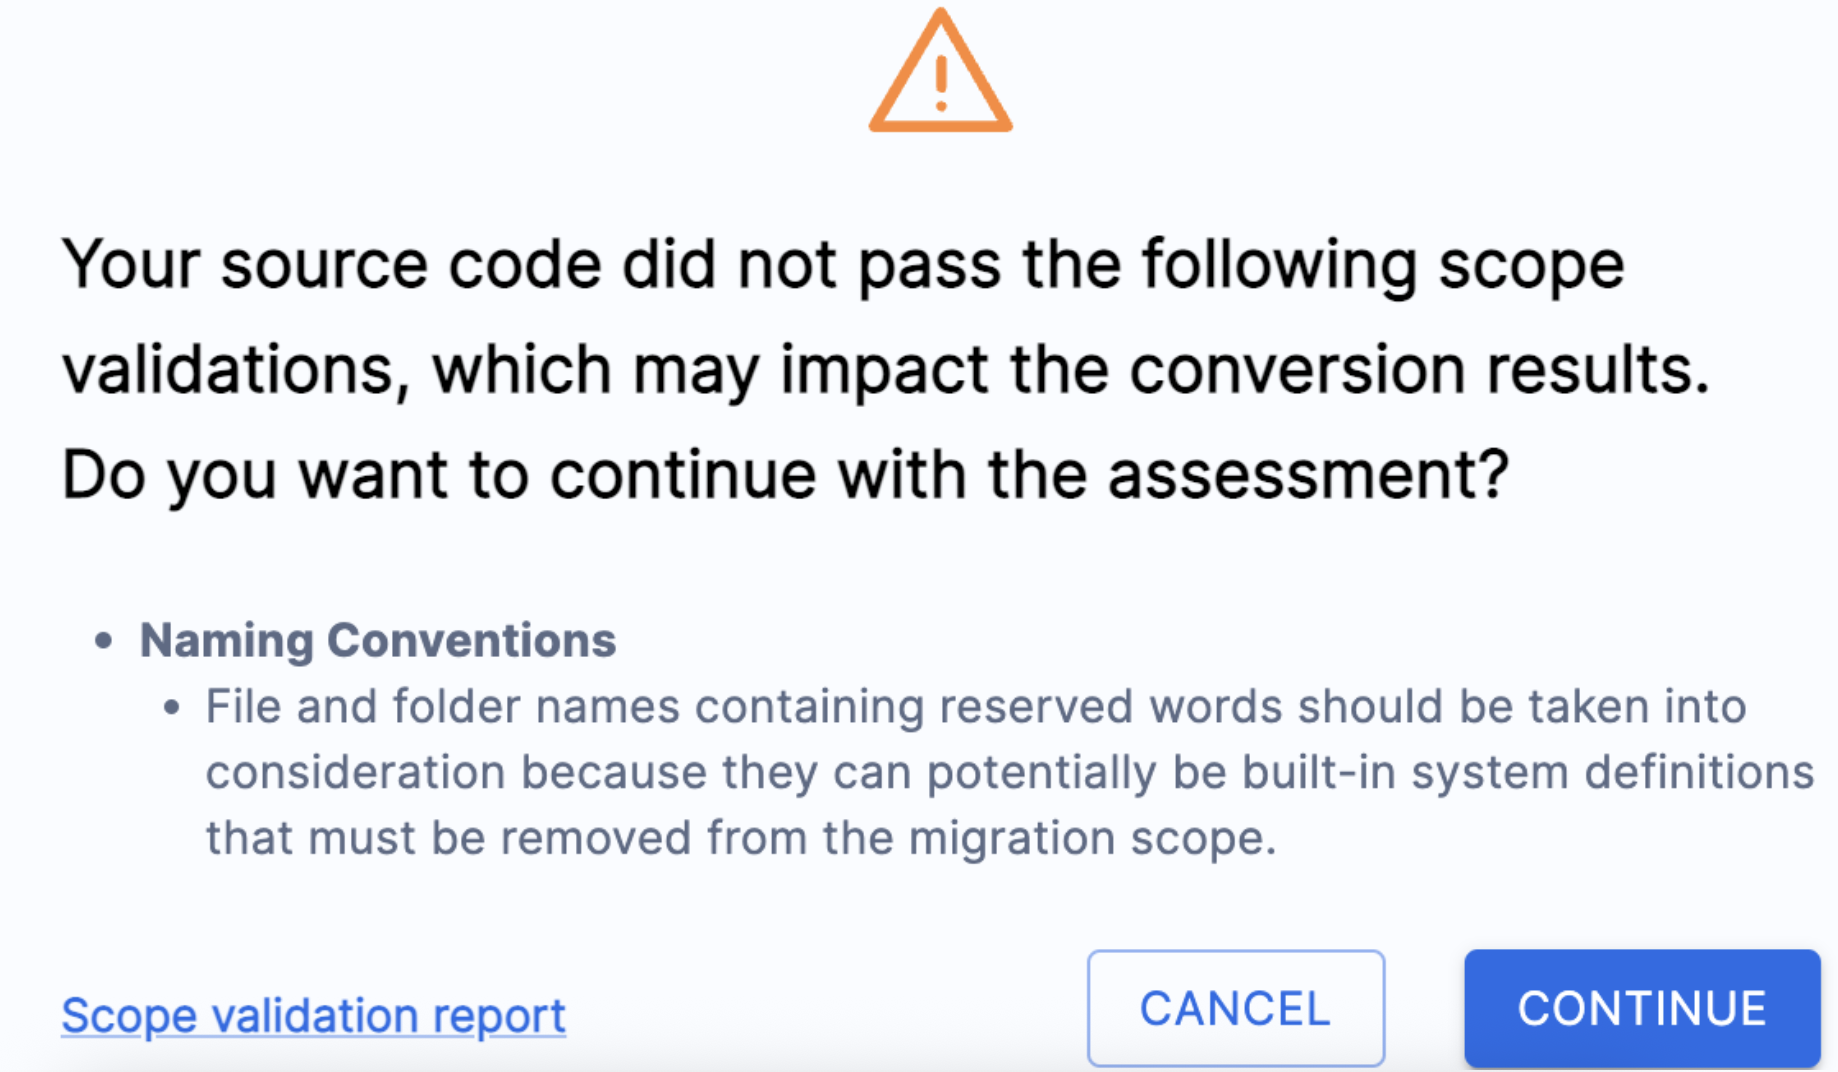 Your source code did not pass the following scope
validations, which may impact the conversion results.
Do you want to continue with the assessment?
• Naming Conventions
• File and folder names containing reserved words should be taken into
consideration because they can potentially be built-in system definitions
that must be removed from the migration scope.
Scope validation report
CANCEL
CONTINUE